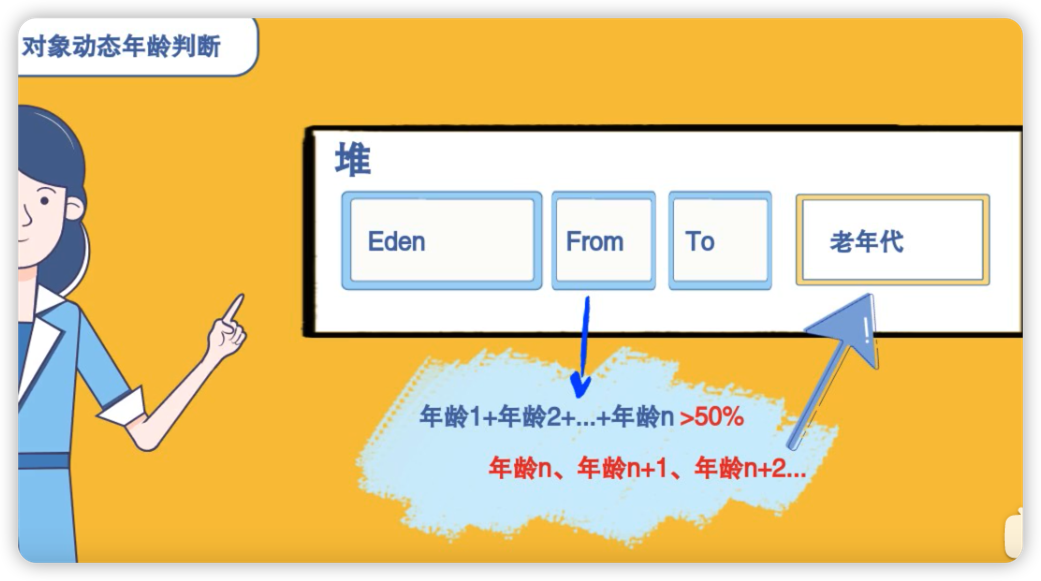 对象动态年龄判断
堆
Eden
From
To
老年代
年龄1+年龄2+...+年龄n >50%
年龄n、年龄n+1、年龄n+2...